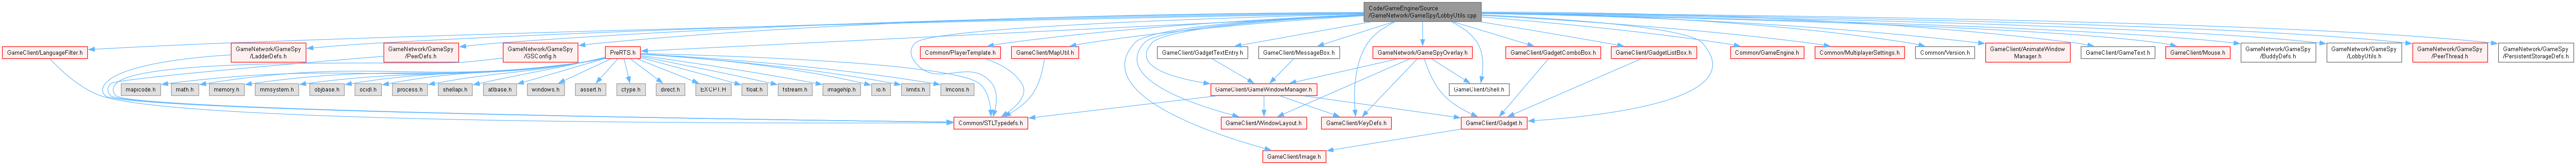 Code/GameEngine/Source
/GameNetwork/GameSpy/LobbyUtils.cpp
GameClient/LanguageFilter.h
GameNetwork/GameSpy
/LadderDefs.h
GameNetwork/GameSpy
/PeerDefs.h
GameNetwork/GameSpy
/GSConfig.h
PreRTS.h
Common/PlayerTemplate.h
GameClient/MapUtil.h
GameClient/GadgetTextEntry.h
GameClient/MessageBox.h
GameNetwork/GameSpyOverlay.h
GameClient/GadgetComboBox.h
GameClient/GadgetListBox.h
Common/GameEngine.h
Common/MultiplayerSettings.h
Common/Version.h
GameClient/AnimateWindow
Manager.h
GameClient/GameText.h
GameClient/Mouse.h
GameNetwork/GameSpy
/BuddyDefs.h
GameNetwork/GameSpy
/LobbyUtils.h
GameNetwork/GameSpy
/PeerThread.h
GameNetwork/GameSpy
/PersistentStorageDefs.h
mapicode.h
math.h
memory.h
mmsystem.h
objbase.h
ocidl.h
process.h
shellapi.h
atlbase.h
windows.h
assert.h
ctype.h
direct.h
EXCPT.H
float.h
fstream.h
imagehlp.h
io.h
limits.h
lmcons.h
GameClient/GameWindowManager.h
GameClient/Shell.h
Common/STLTypedefs.h
GameClient/WindowLayout.h
GameClient/KeyDefs.h
GameClient/Gadget.h
GameClient/Image.h